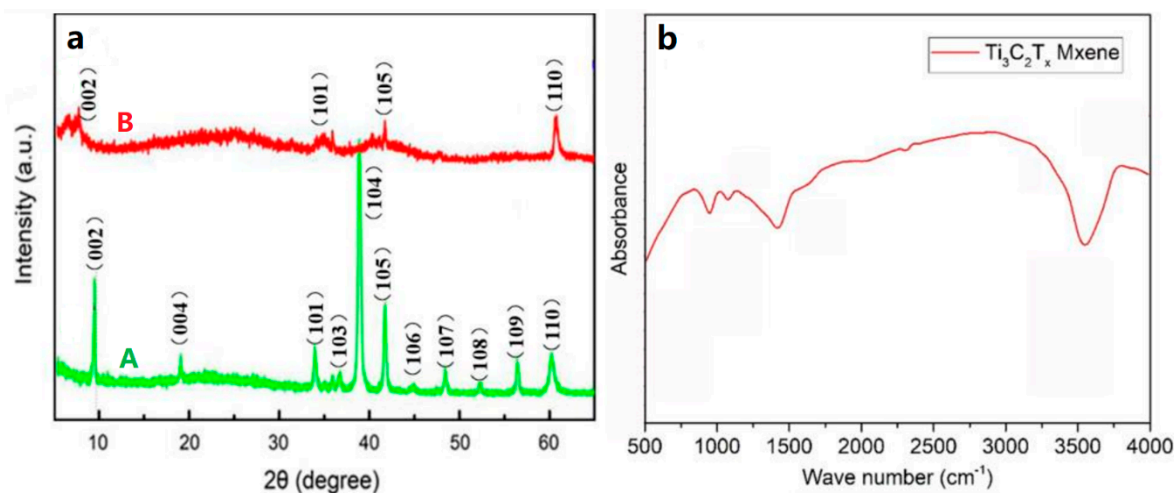 a
Intensity (a.u.)
(002)
B
(101)
(105)
(110)
(002)
A
(004)
(101)
(103)
(104)
(105)
(106)
(107)
(108)
(109)
(110)
10 20 30 40 50 60
2θ (degree)
b
Ti₃C₂Tₓ Mxene
Absorbance
500 1000 1500 2000 2500 3000 3500 4000
Wave number (cm⁻¹)